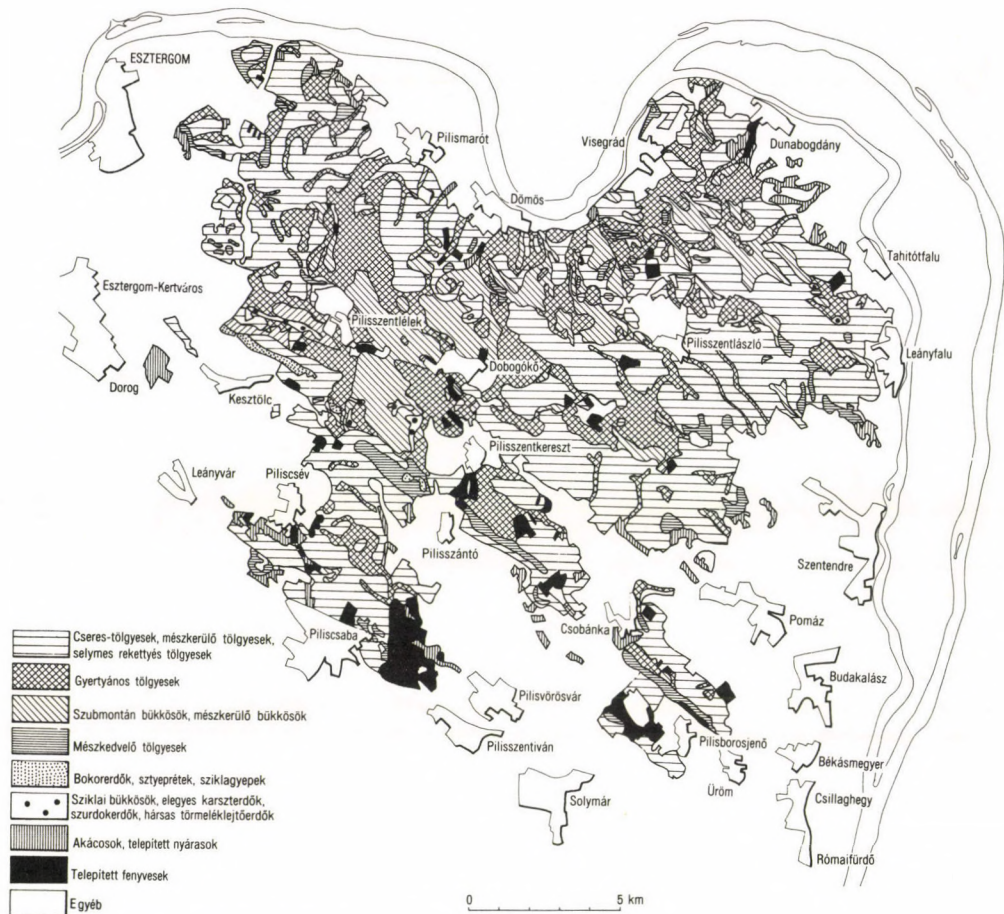 ESZTERGOM
Pilismarót
Visegrád
Dunabogdány
Dömös
Tahitótfalu
Esztergom-Kertváros
Pilisszentlélek
Pilisszentlászló
Leányfalu
Dobogókő
Dorog
Kesztölc
Pilisszentkereszt
Leányvár
Piliscsév
Pilisszántó
Szentendre
Csobánka
Pomáz
Piliscsaba
Budakalász
Pilisvörösvár
Pilisszentiván
Pilisborosjenő
Békásmegyer
Üröm
Solymár
Csillaghegy
Rómaifürdő
Cseres-tölgyesek, mészkerülő tölgyesek,
selymes rekettyés tölgyesek
Gyertyános tölgyesek
Szubmontán bükkösök, mészkerülő bükkösök
Mészkedvelő tölgyesek
Bokorerdők, sztyeprétek, sziklagyepek
Sziklai bükkösök, elegyes karszterdők,
szurdokerdők, hársas törmeléklejtőerdők
Akácosok, telepített nyárasok
Telepített fenyvesek
Egyéb
0 5 km